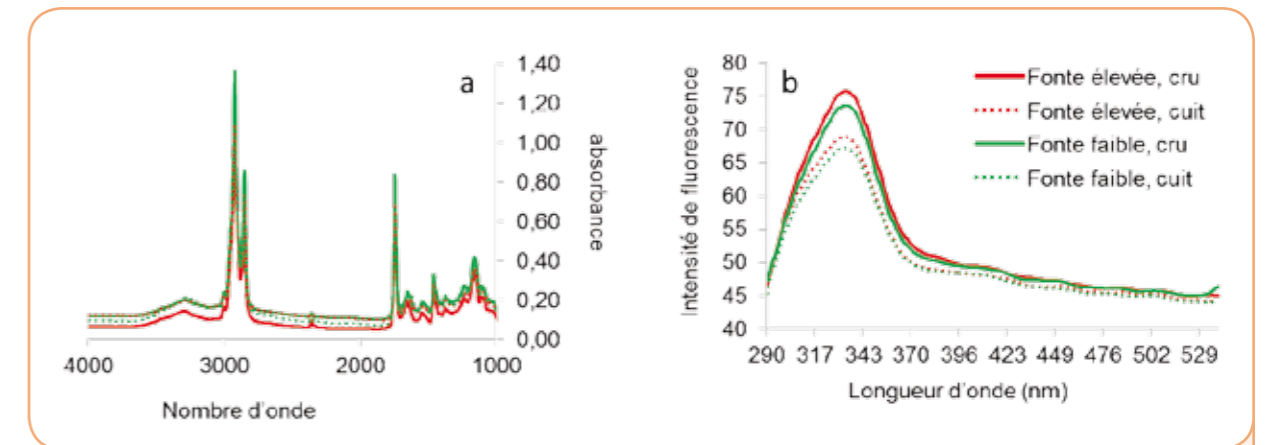 a
1,40
1,20
1,00
0,80
0,60
0,40
0,20
0,00
absorbance
4000 3000 2000 1000
Nombre d'onde
b
80
75
70
65
60
55
50
45
40
Intensité de fluorescence
Fonte élevée, cru
Fonte élevée, cuit
Fonte faible, cru
Fonte faible, cuit
290 317 343 370 396 423 449 476 502 529
Longueur d'onde (nm)